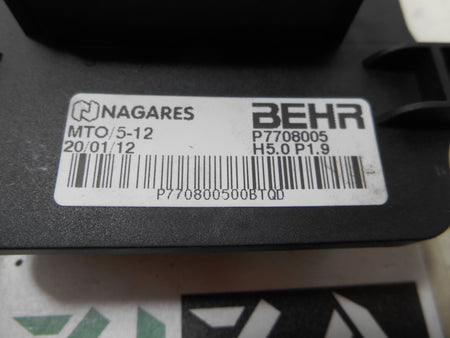 NAGARES BEHR
MTO/5-12 P7708005
20/01/12 H5.0 P1.9
P770800500BTQD